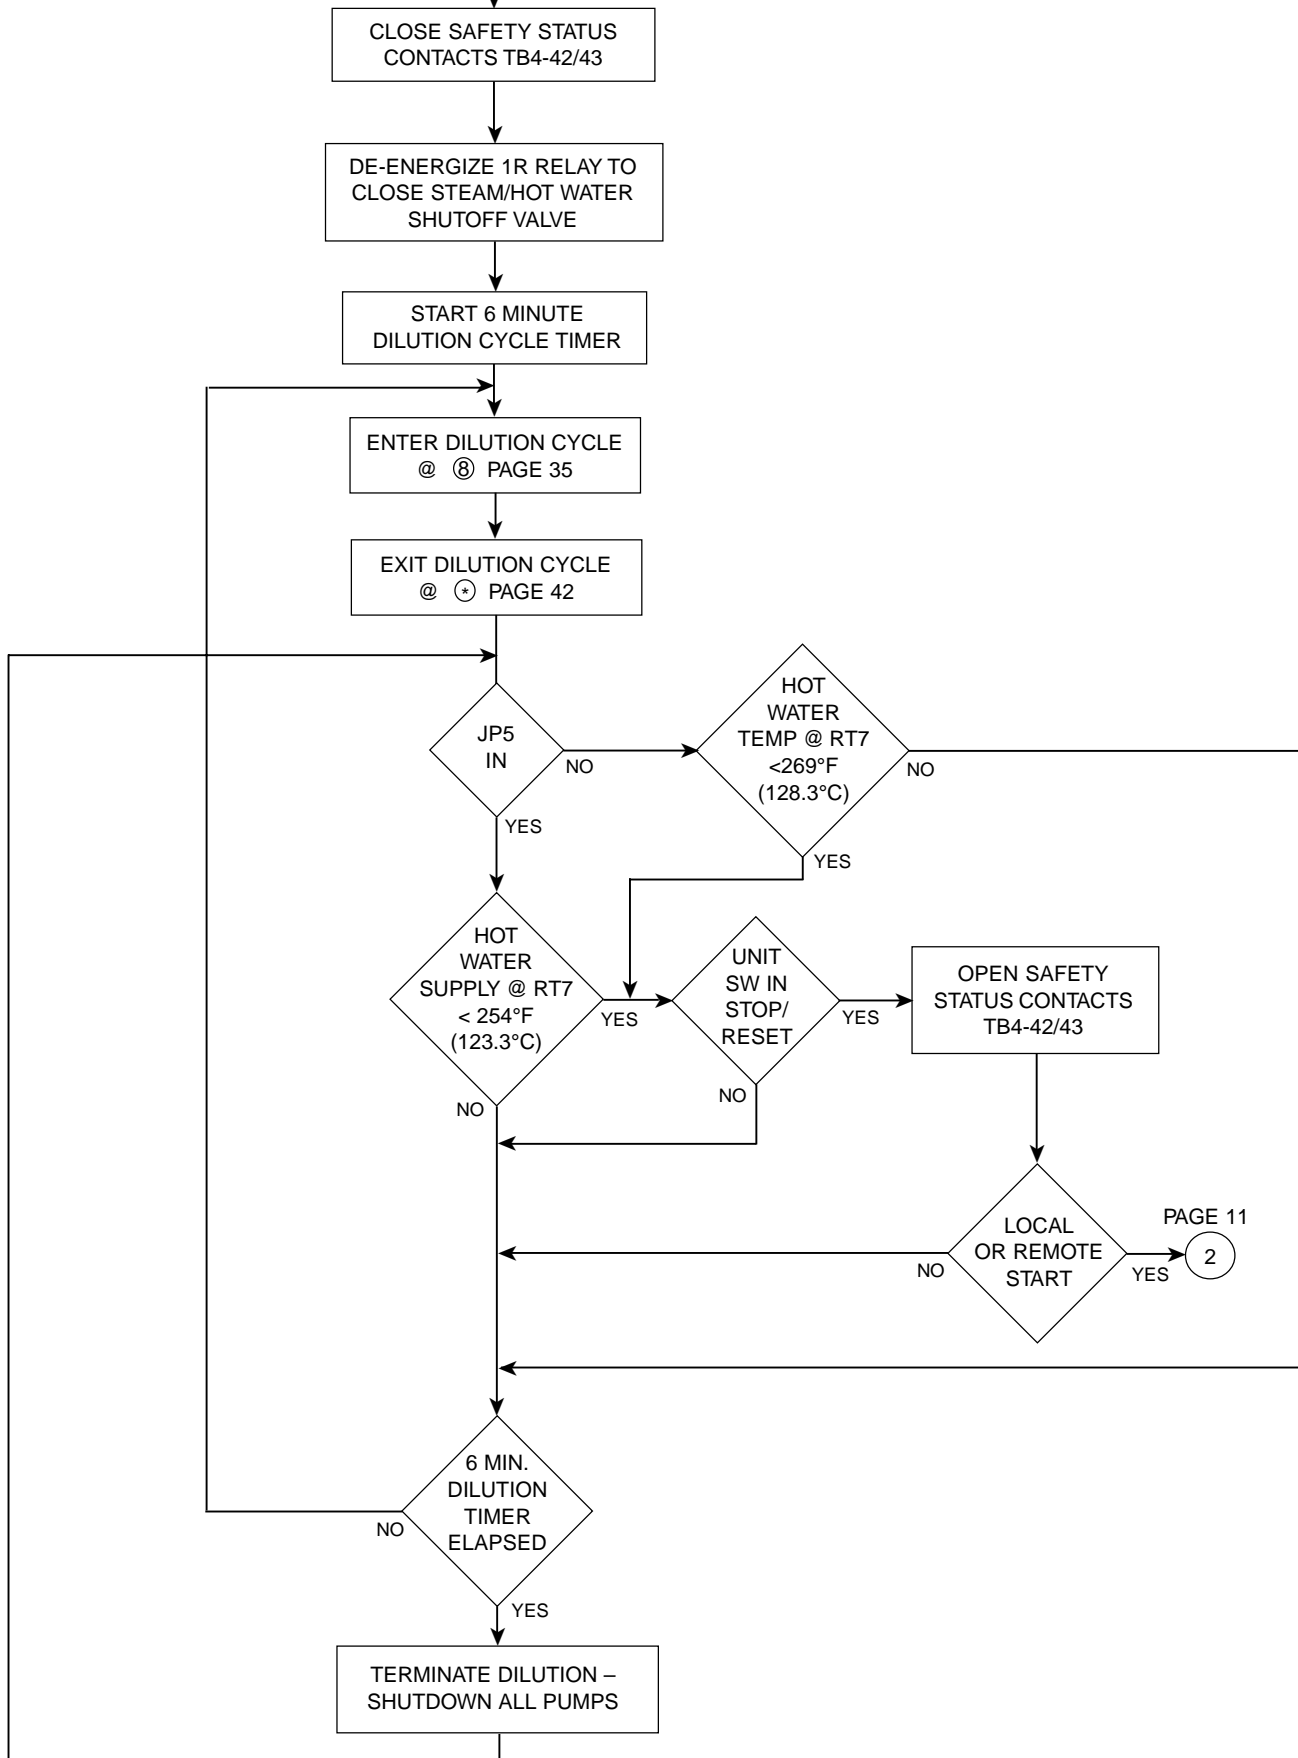 CLOSE SAFETY STATUS
CONTACTS TB4-42/43
DE-ENERGIZE 1R RELAY TO
CLOSE STEAM/HOT WATER
SHUTOFF VALVE
START 6 MINUTE
DILUTION CYCLE TIMER
ENTER DILUTION CYCLE
@ ⑧ PAGE 35
EXIT DILUTION CYCLE
@ ⊛ PAGE 42
JP5
IN
NO
YES
HOT
WATER
TEMP @ RT7
<269°F
(128.3°C)
NO
YES
HOT
WATER
SUPPLY @ RT7
< 254°F
(123.3°C)
YES
NO
UNIT
SW IN
STOP/
RESET
YES
NO
OPEN SAFETY
STATUS CONTACTS
TB4-42/43
LOCAL
OR REMOTE
START
NO
YES
PAGE 11
2
6 MIN.
DILUTION
TIMER
ELAPSED
NO
YES
TERMINATE DILUTION –
SHUTDOWN ALL PUMPS